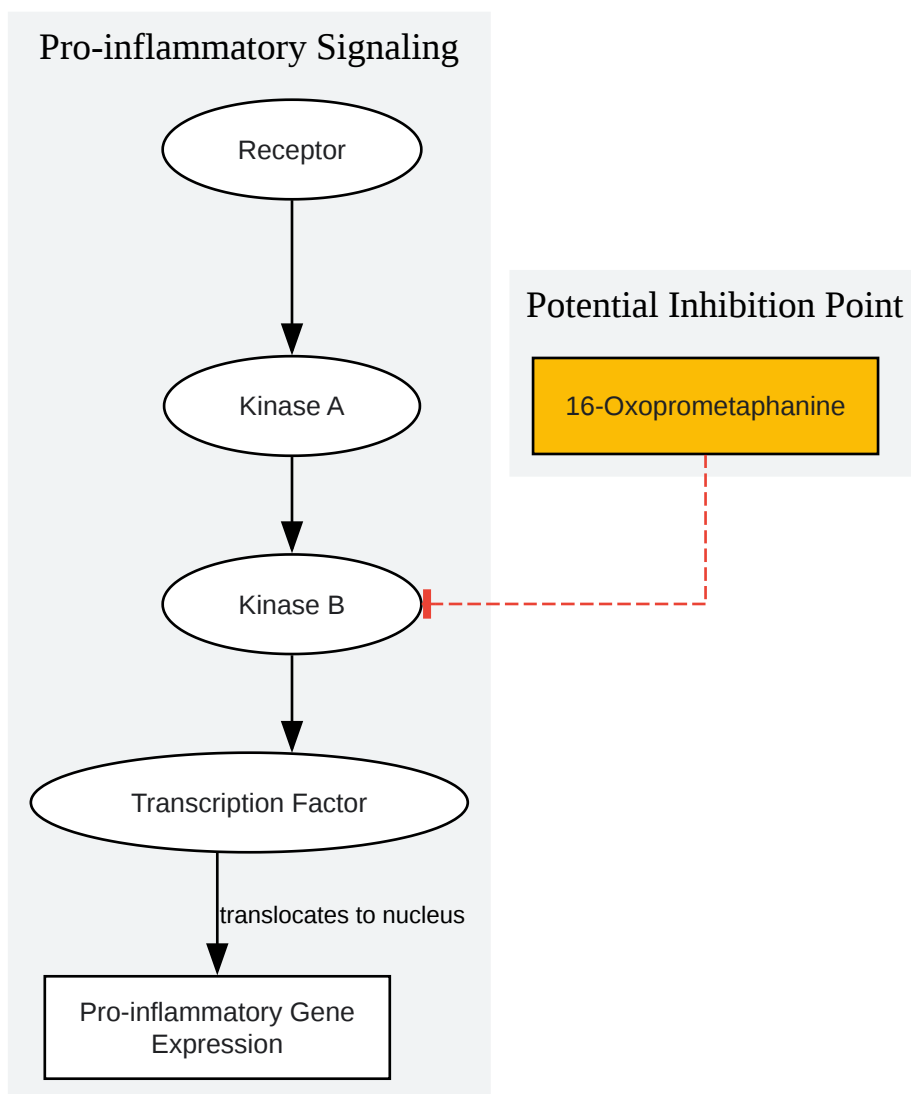 Pro-inflammatory Signaling
Receptor
Potential Inhibition Point
Kinase A
16-Oxoprometaphanine
Kinase B
Transcription Factor
translocates to nucleus
Pro-inflammatory Gene
Expression